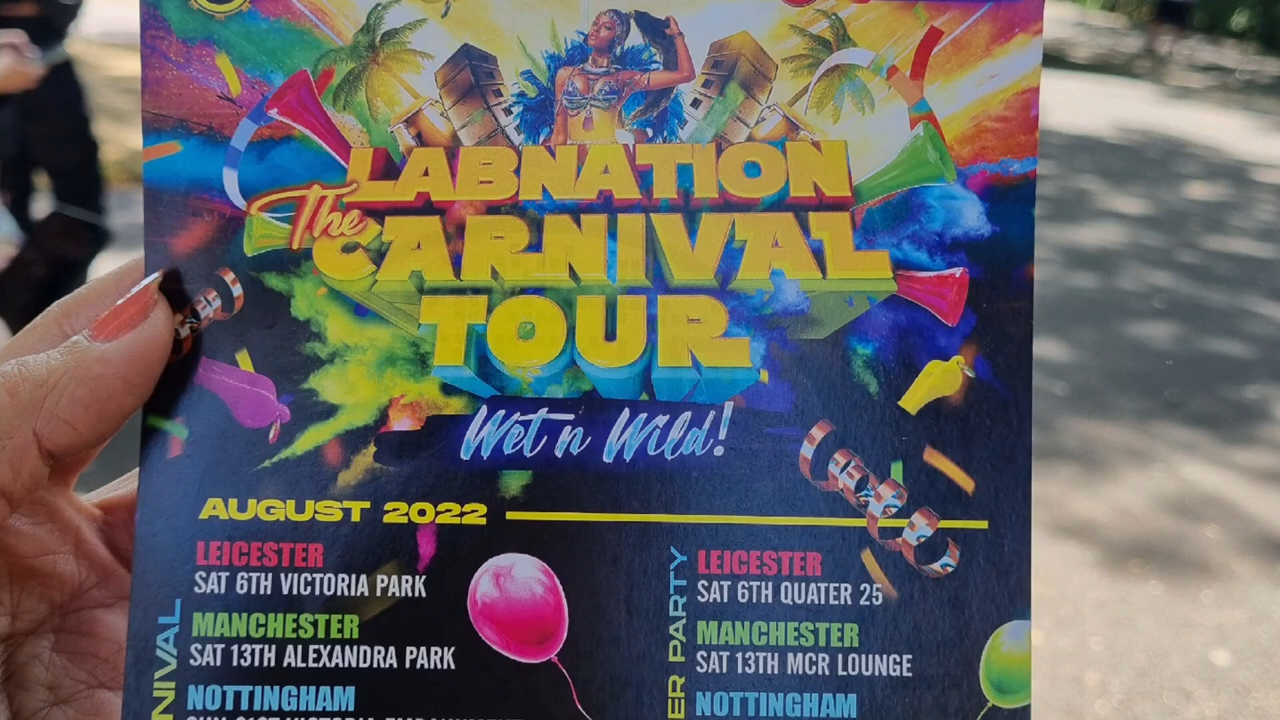 LABNATION
The CARNIVAL
TOUR
Wet n Wild!
AUGUST 2022
LEICESTER
SAT 6TH VICTORIA PARK
MANCHESTER
SAT 13TH ALEXANDRA PARK
NOTTINGHAM
LEICESTER
SAT 6TH QUATER 25
MANCHESTER
SAT 13TH MCR LOUNGE
NOTTINGHAM
PARTY